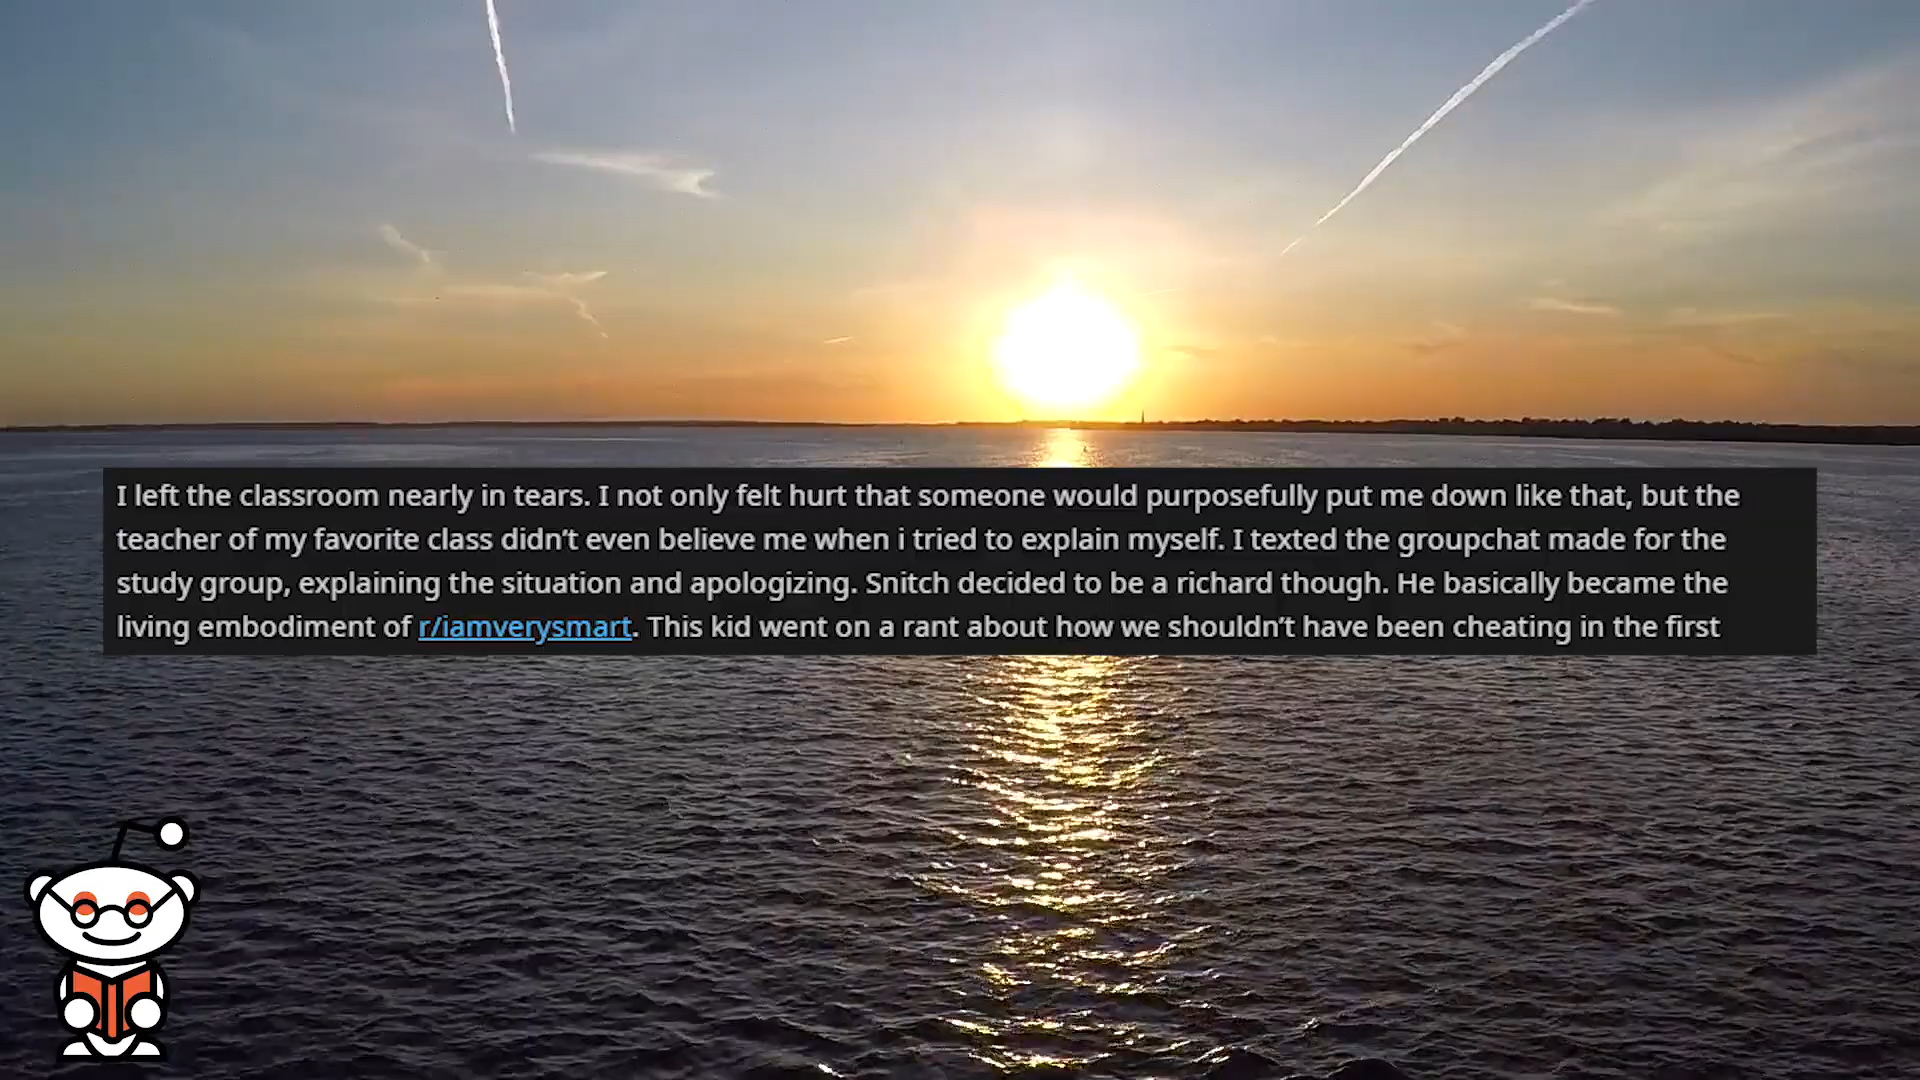 I left the classroom nearly in tears. I not only felt hurt that someone would purposefully put me down like that, but the
teacher of my favorite class didn’t even believe me when i tried to explain myself. I texted the groupchat made for the
study group, explaining the situation and apologizing. Snitch decided to be a richard though. He basically became the
living embodiment of r/iamverysmart. This kid went on a rant about how we shouldn’t have been cheating in the first